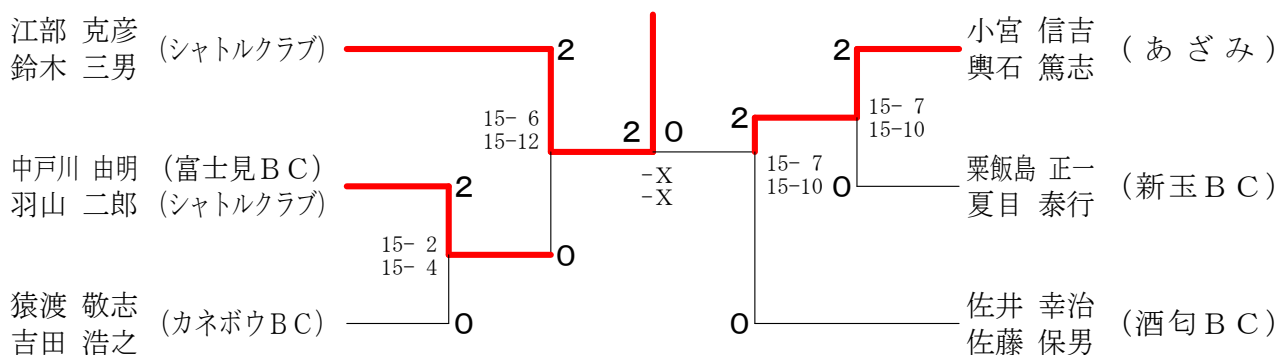 江部 克彦
鈴木 三男
(シャトルクラブ)
2
15- 6
15-12
中戸川 由明 (富士見ＢＣ)
羽山 二郎 (シャトルクラブ)
2
15- 2
15- 4
0
猿渡 敬志
吉田 浩之
(カネボウＢＣ)
0
2 0
-X
-X
小宮 信吉
輿石 篤志
(あざみ)
2
15- 7
15-10
2
15- 7
15-10
0
粟飯島 正一
夏目 泰行
(新玉ＢＣ)
佐井 幸治
佐藤 保男
(酒匂ＢＣ)
0